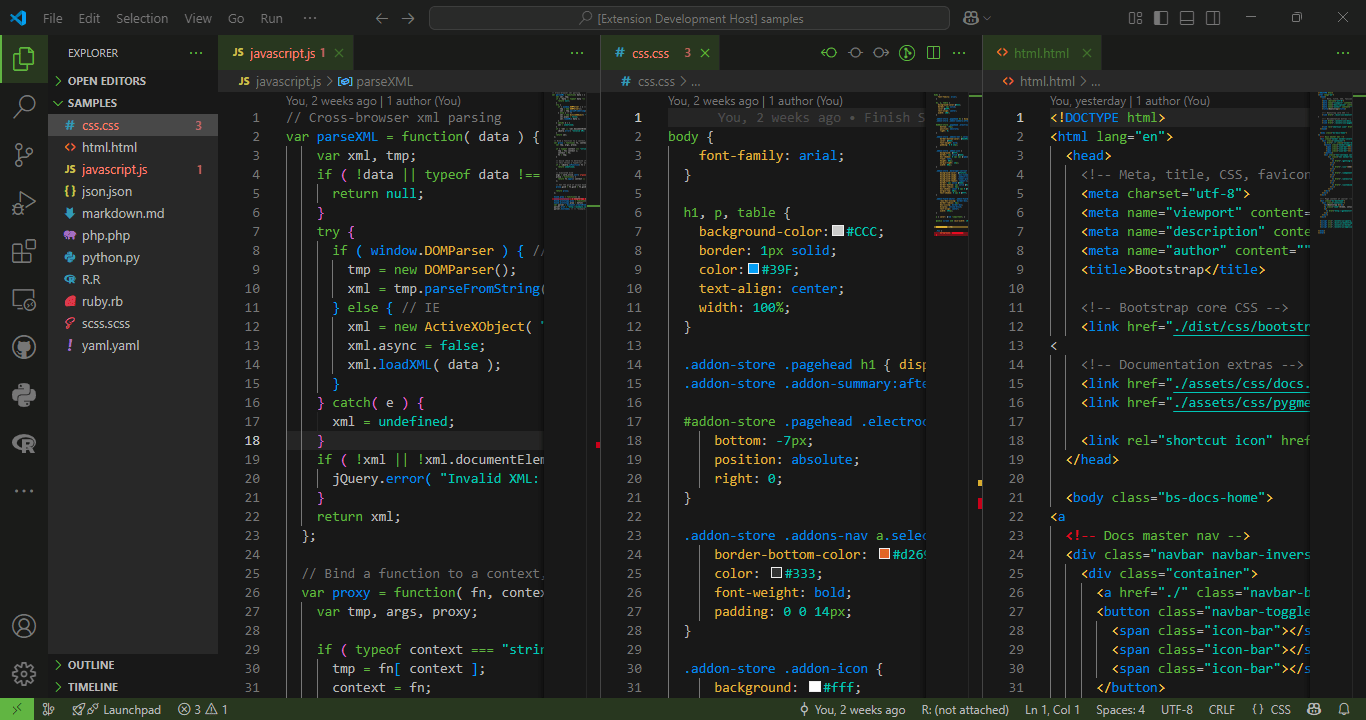 File Edit Selection View Go Run ··· [Extension Development Host] samples
EXPLORER
OPEN EDITORS
SAMPLES
css.css 3
html.html
javascript.js 1
json.json
markdown.md
php.php
python.py
R.R
ruby.rb
scss.scss
yaml.yaml
OUTLINE
TIMELINE
JS javascript.js 1
JS javascript.js > parseXML
You, 2 weeks ago | 1 author (You)
1 // Cross-browser xml parsing
2 var parseXML = function( data ) {
3 var xml, tmp;
4 if ( !data || typeof data !==
5 return null;
6 }
7 try {
8 if ( window.DOMParser ) { //
9 tmp = new DOMParser();
10 xml = tmp.parseFromString(
11 } else { // IE
12 xml = new ActiveXObject( "
13 xml.async = false;
14 xml.loadXML( data );
15 }
16 } catch( e ) {
17 xml = undefined;
18 }
19 if ( !xml || !xml.documentElem
20 jQuery.error( "Invalid XML:
21 }
22 return xml;
23 };
24
25 // Bind a function to a context,
26 var proxy = function( fn, contex
27 var tmp, args, proxy;
28
29 if ( typeof context === "strin
30 tmp = fn[ context ];
31 context = fn;
# css.css 3
# css.css > ...
You, 2 weeks ago | 1 author (You)
1 You, 2 weeks ago • Finish S
2 body {
3 font-family: arial;
4 }
5
6 h1, p, table {
7 background-color: #CCC;
8 border: 1px solid;
9 color: #39F;
10 text-align: center;
11 width: 100%;
12 }
13
14 .addon-store .pagehead h1 { disp
15 .addon-store .addon-summary:afte
16
17 #addon-store .pagehead .electroc
18 bottom: -7px;
19 position: absolute;
20 right: 0;
21 }
22
23 .addon-store .addons-nav a.selec
24 border-bottom-color: #d269
25 color: #333;
26 font-weight: bold;
27 padding: 0 0 14px;
28 }
29
30 .addon-store .addon-icon {
31 background: #fff;
<> html.html
<> html.html > ...
You, yesterday | 1 author (You)
1 <!DOCTYPE html>
2 <html lang="en">
3 <head>
4 <!-- Meta, title, CSS, favicon
5 <meta charset="utf-8">
6 <meta name="viewport" content=
7 <meta name="description" conte
8 <meta name="author" content=""
9 <title>Bootstrap</title>
10
11 <!-- Bootstrap core CSS -->
12 <link href="./dist/css/bootstr
13 <
14 <!-- Documentation extras -->
15 <link href="./assets/css/docs.
16 <link href="./assets/css/pygme
17
18 <link rel="shortcut icon" href
19 </head>
20
21 <body class="bs-docs-home">
22 <a
23 <!-- Docs master nav -->
24 <div class="navbar navbar-invers
25 <div class="container">
26 <a href="./" class="navbar-b
27 <button class="navbar-toggle
28 <span class="icon-bar"></s
29 <span class="icon-bar"></s
30 <span class="icon-bar"></s
31 </button>
Launchpad 3 1 You, 2 weeks ago R: (not attached) Ln 1, Col 1 Spaces: 4 UTF-8 CRLF {} CSS